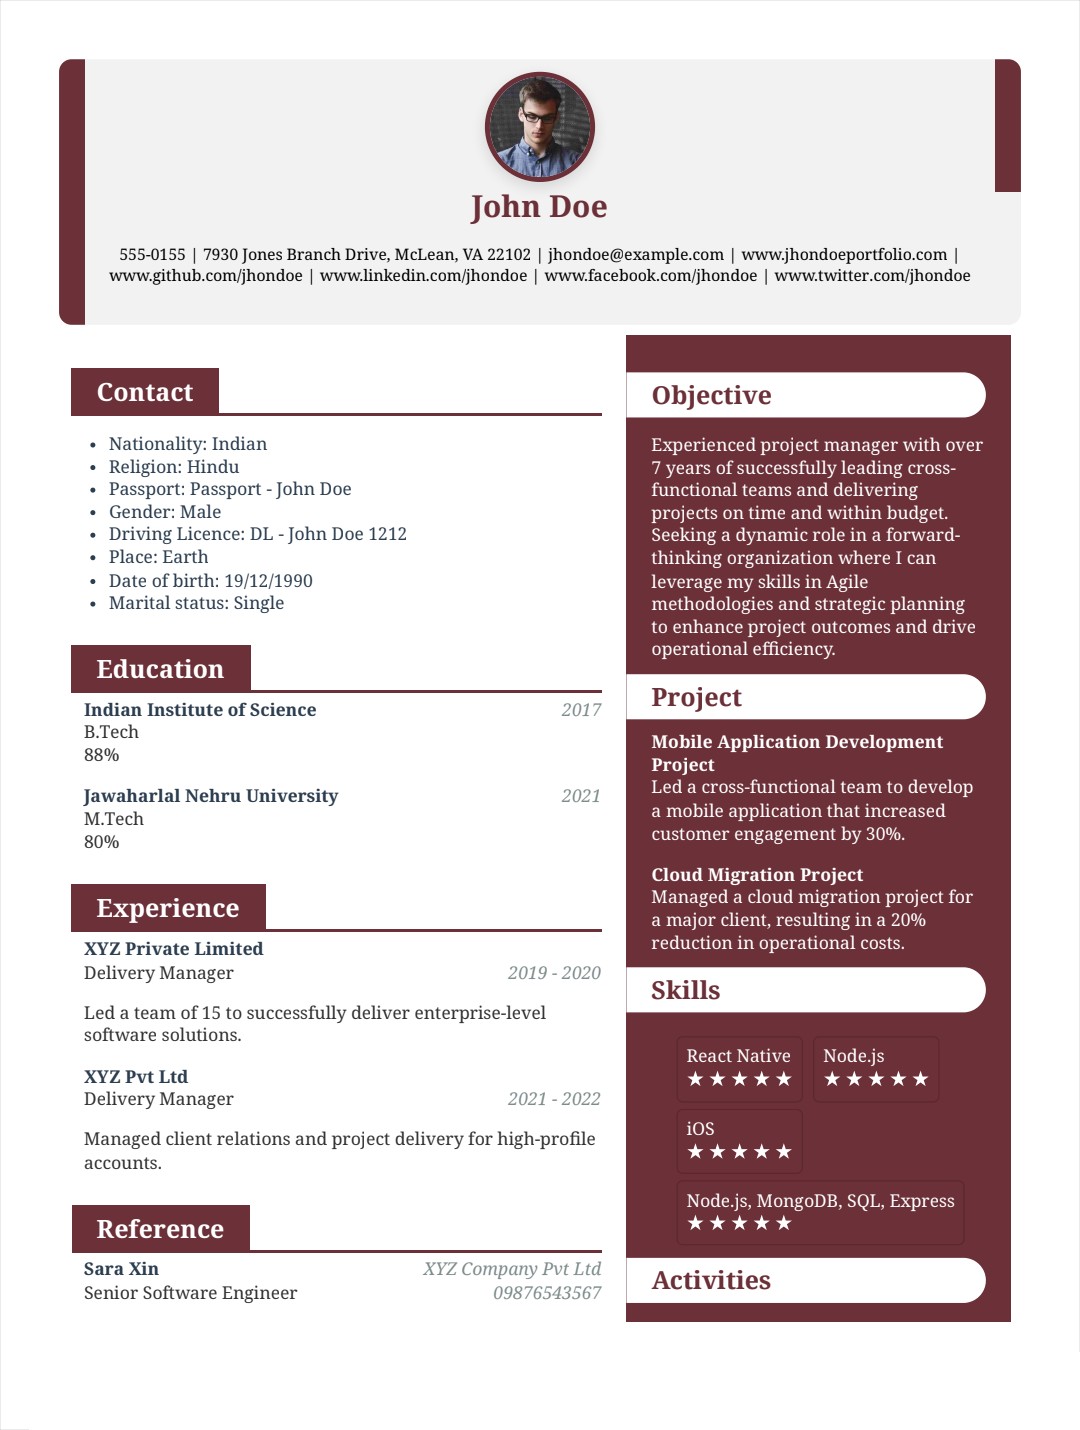 John Doe
555-0155 | 7930 Jones Branch Drive, McLean, VA 22102 | jhondoe@example.com | www.jhondoeportfolio.com |
www.github.com/jhondoe | www.linkedin.com/jhondoe | www.facebook.com/jhondoe | www.twitter.com/jhondoe
Contact
• Nationality: Indian
• Religion: Hindu
• Passport: Passport - John Doe
• Gender: Male
• Driving Licence: DL - John Doe 1212
• Place: Earth
• Date of birth: 19/12/1990
• Marital status: Single
Education
Indian Institute of Science 2017
B.Tech
88%
Jawaharlal Nehru University 2021
M.Tech
80%
Experience
XYZ Private Limited
Delivery Manager 2019 - 2020
Led a team of 15 to successfully deliver enterprise-level
software solutions.
XYZ Pvt Ltd
Delivery Manager 2021 - 2022
Managed client relations and project delivery for high-profile
accounts.
Reference
Sara Xin XYZ Company Pvt Ltd
Senior Software Engineer 09876543567
Objective
Experienced project manager with over
7 years of successfully leading cross-
functional teams and delivering
projects on time and within budget.
Seeking a dynamic role in a forward-
thinking organization where I can
leverage my skills in Agile
methodologies and strategic planning
to enhance project outcomes and drive
operational efficiency.
Project
Mobile Application Development
Project
Led a cross-functional team to develop
a mobile application that increased
customer engagement by 30%.
Cloud Migration Project
Managed a cloud migration project for
a major client, resulting in a 20%
reduction in operational costs.
Skills
React Native Node.js
★ ★ ★ ★ ★ ★ ★ ★ ★ ★
iOS
★ ★ ★ ★ ★
Node.js, MongoDB, SQL, Express
★ ★ ★ ★ ★
Activities